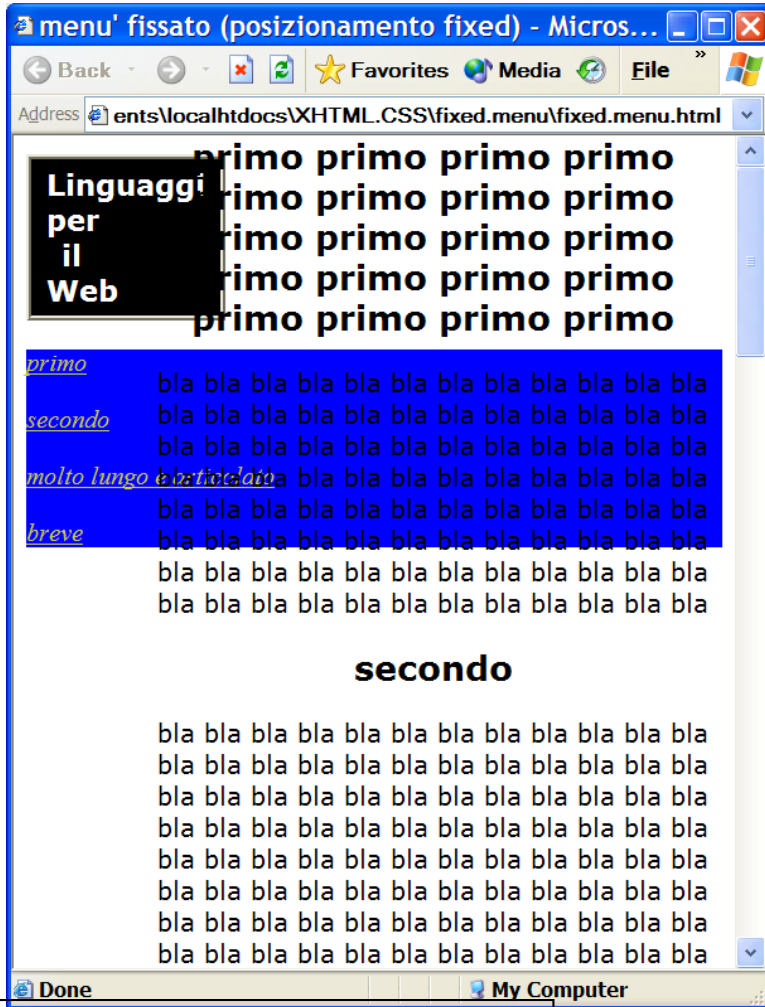 menu' fissato (posizionamento fixed) - Micros...
Back Favorites Media File »
Address ents\localhtdocs\XHTML.CSS\fixed.menu\fixed.menu.html
Linguaggi
per
il
Web
primo primo primo primo
primo primo primo primo
primo primo primo primo
primo primo primo primo
primo primo primo primo
primo
secondo
molto lungo e articolato
breve
bla bla bla bla bla bla bla bla bla bla bla bla
bla bla bla bla bla bla bla bla bla bla bla bla
bla bla bla bla bla bla bla bla bla bla bla bla
bla bla bla bla bla bla bla bla bla bla bla bla
bla bla bla bla bla bla bla bla bla bla bla bla
bla bla bla bla bla bla bla bla bla bla bla bla
bla bla bla bla bla bla bla bla bla bla bla bla
bla bla bla bla bla bla bla bla bla bla bla bla
secondo
bla bla bla bla bla bla bla bla bla bla bla bla
bla bla bla bla bla bla bla bla bla bla bla bla
bla bla bla bla bla bla bla bla bla bla bla bla
bla bla bla bla bla bla bla bla bla bla bla bla
bla bla bla bla bla bla bla bla bla bla bla bla
bla bla bla bla bla bla bla bla bla bla bla bla
bla bla bla bla bla bla bla bla bla bla bla bla
bla bla bla bla bla bla bla bla bla bla bla bla
Done My Computer